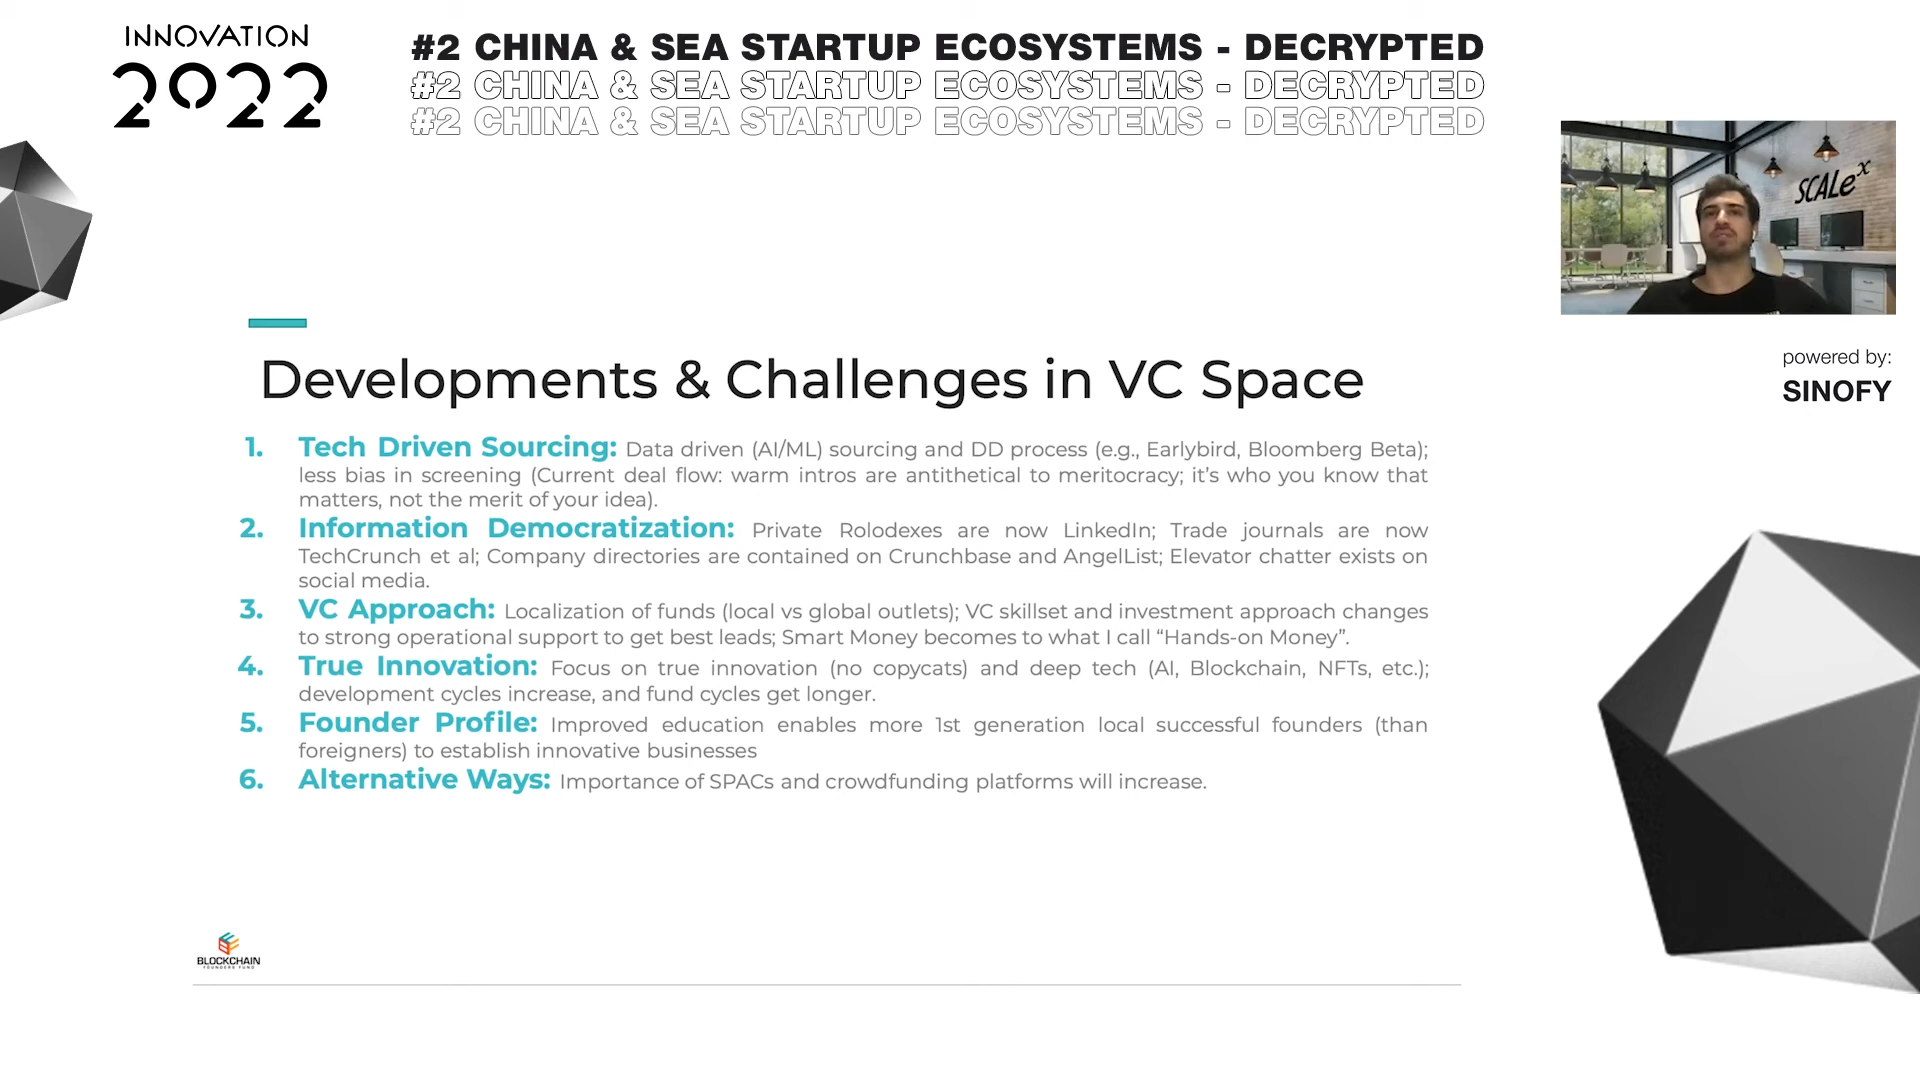 INNOVATION
2022
#2 CHINA & SEA STARTUP ECOSYSTEMS - DECRYPTED
#2 CHINA & SEA STARTUP ECOSYSTEMS - DECRYPTED
#2 CHINA & SEA STARTUP ECOSYSTEMS - DECRYPTED
SCALex
powered by:
SINOFY
Developments & Challenges in VC Space
1. Tech Driven Sourcing: Data driven (AI/ML) sourcing and DD process (e.g., Earlybird, Bloomberg Beta);
less bias in screening (Current deal flow: warm intros are antithetical to meritocracy; it’s who you know that
matters, not the merit of your idea).
2. Information Democratization: Private Rolodexes are now LinkedIn; Trade journals are now
TechCrunch et al; Company directories are contained on Crunchbase and AngelList; Elevator chatter exists on
social media.
3. VC Approach: Localization of funds (local vs global outlets); VC skillset and investment approach changes
to strong operational support to get best leads; Smart Money becomes to what I call “Hands-on Money”.
4. True Innovation: Focus on true innovation (no copycats) and deep tech (AI, Blockchain, NFTs, etc.);
development cycles increase, and fund cycles get longer.
5. Founder Profile: Improved education enables more 1st generation local successful founders (than
foreigners) to establish innovative businesses
6. Alternative Ways: Importance of SPACs and crowdfunding platforms will increase.
BLOCKCHAIN
FOUNDERS FUND